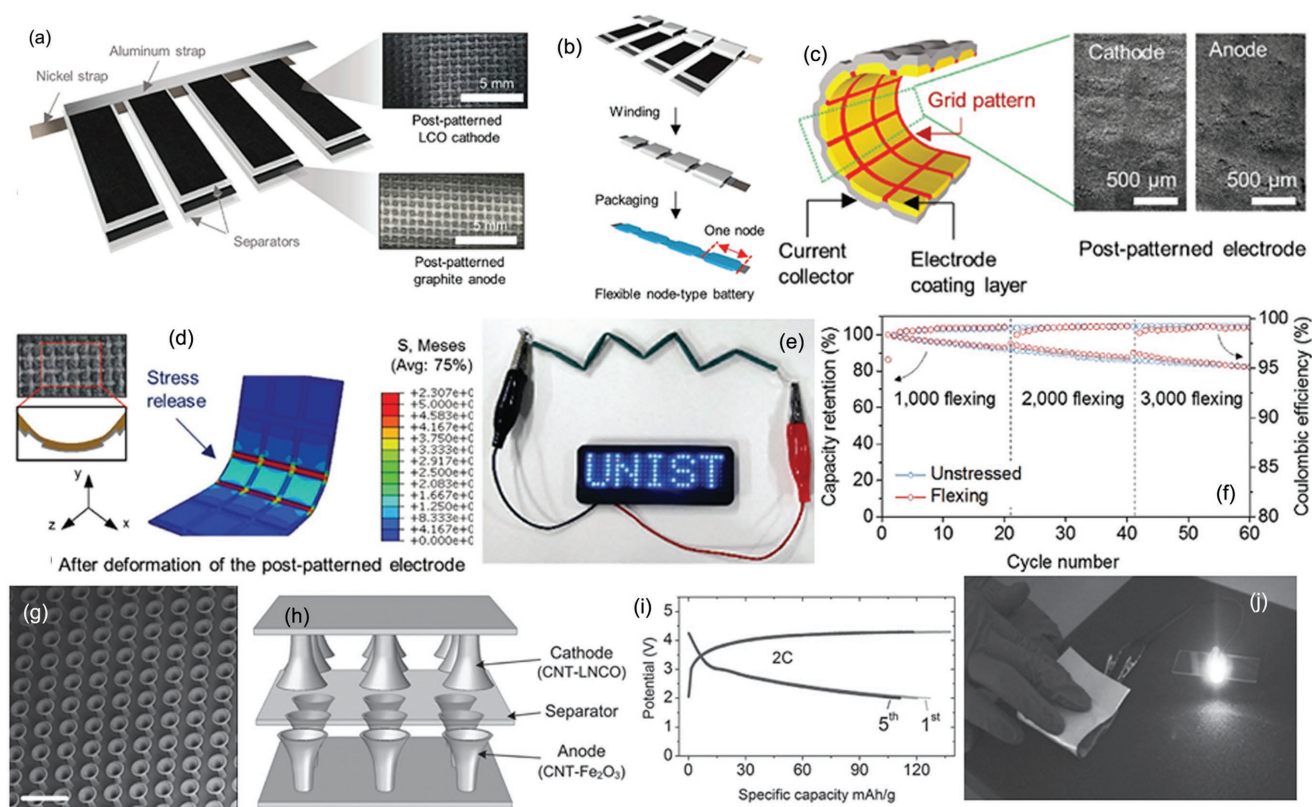 (a)
Aluminum strap
Nickel strap
Separators
5 mm
Post-patterned
LCO cathode
5 mm
Post-patterned
graphite anode
(b)
Winding
Packaging
One node
Flexible node-type battery
(c)
Grid pattern
Current
collector
Electrode
coating layer
Cathode
Anode
500 µm
500 µm
Post-patterned electrode
(d)
Stress
release
y
z
x
S, Meses
(Avg: 75%)
+2.307e+0
+5.000e+0
+4.583e+0
+4.167e+0
+3.750e+0
+3.333e+0
+2.917e+0
+2.500e+0
+2.083e+0
+1.667e+0
+1.250e+0
+8.333e+0
+4.167e+0
+0.000e+0
After deformation of the post-patterned electrode
(e)
UNIST
Capacity retention (%)
100
80
60
40
20
0
1,000 flexing
2,000 flexing
3,000 flexing
Unstressed
Flexing
(f)
0 10 20 30 40 50 60
Cycle number
100
95
90
85
80
Coulombic efficiency (%)
(g)
(h)
Cathode
(CNT-LNCO)
Separator
Anode
(CNT-Fe₂O₃)
(i)
Potential (V)
5
4
3
2
1
0
2C
5th
1st
0 30 60 90 120
Specific capacity mAh/g
(j)